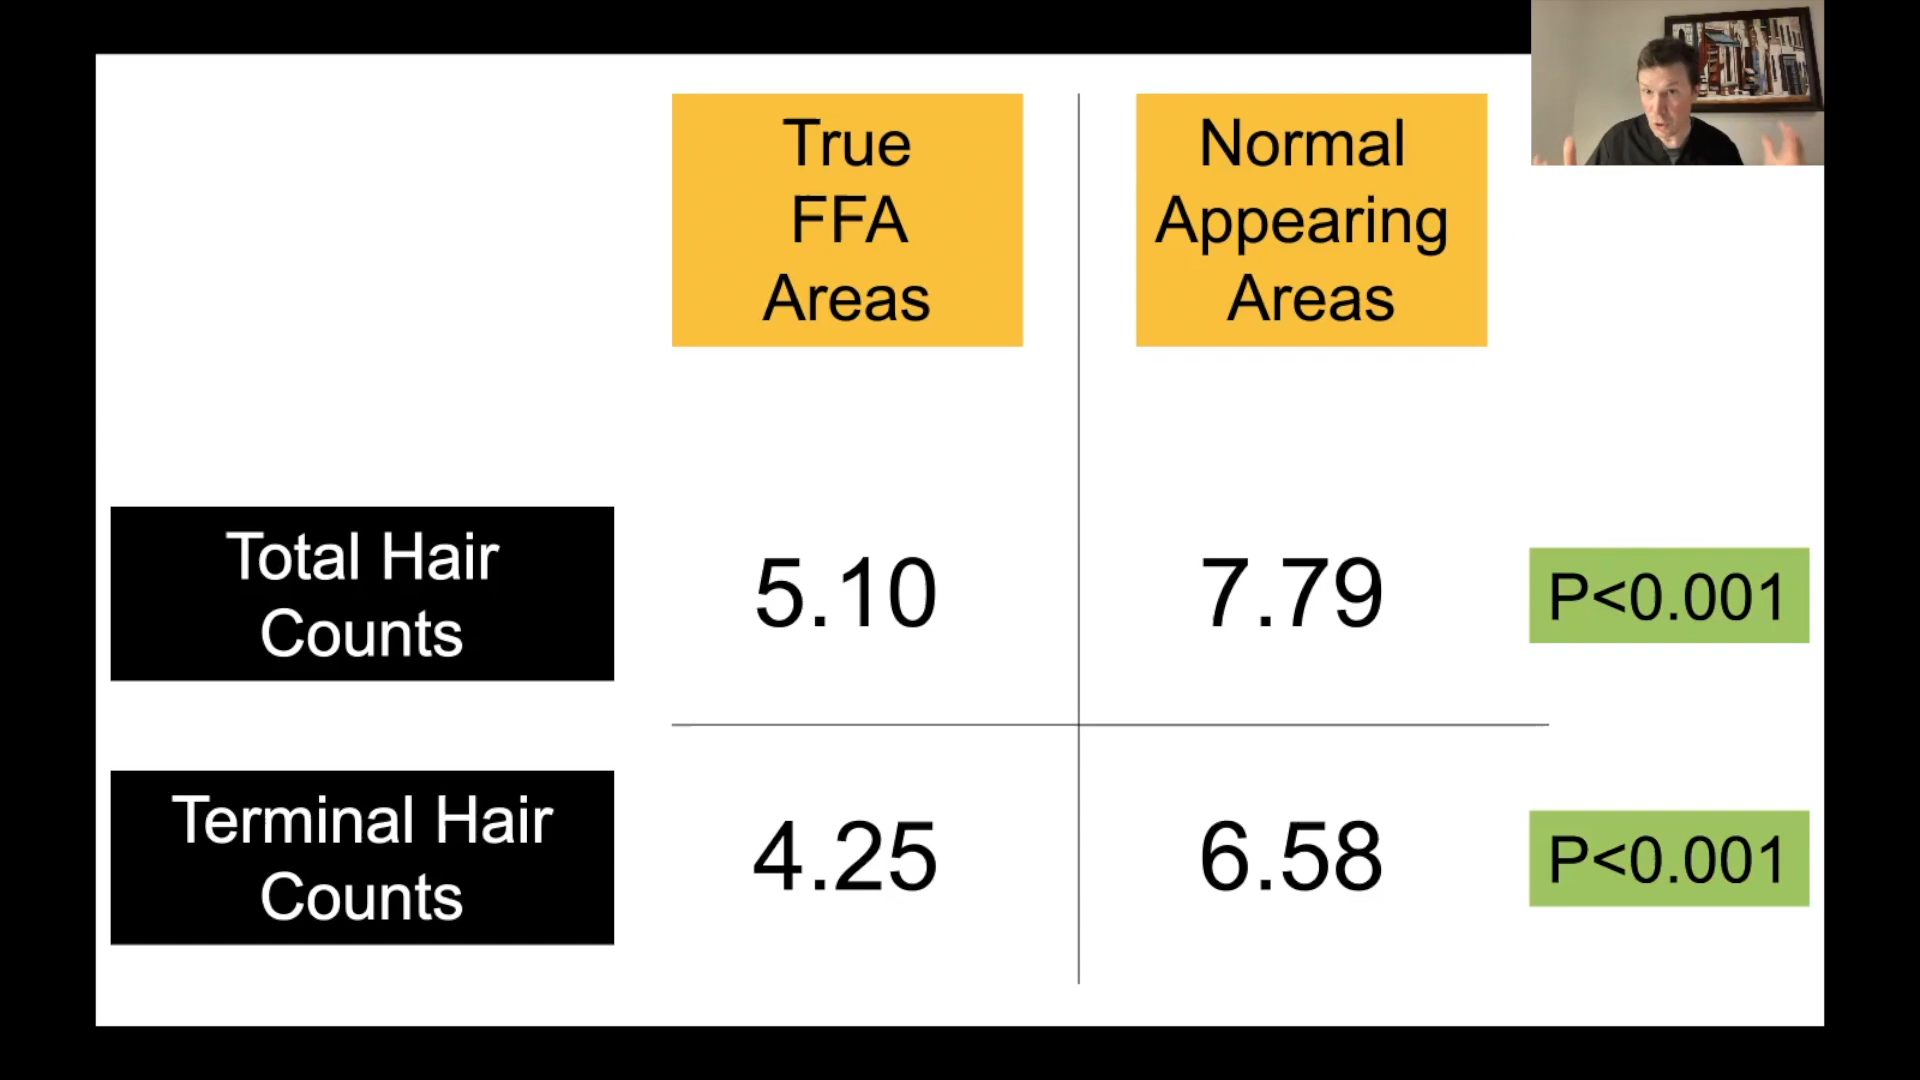 True
FFA
Areas
Normal
Appearing
Areas
Total Hair
Counts
5.10
7.79
P<0.001
Terminal Hair
Counts
4.25
6.58
P<0.001